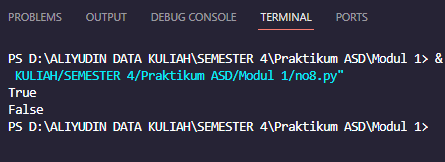 PROBLEMS OUTPUT DEBUG CONSOLE TERMINAL PORTS
PS D:\ALIYUDIN DATA KULIAH\SEMESTER 4\Praktikum ASD\Modul 1> &
KULIAH/SEMESTER 4/Praktikum ASD/Modul 1/no8.py"
True
False
PS D:\ALIYUDIN DATA KULIAH\SEMESTER 4\Praktikum ASD\Modul 1>